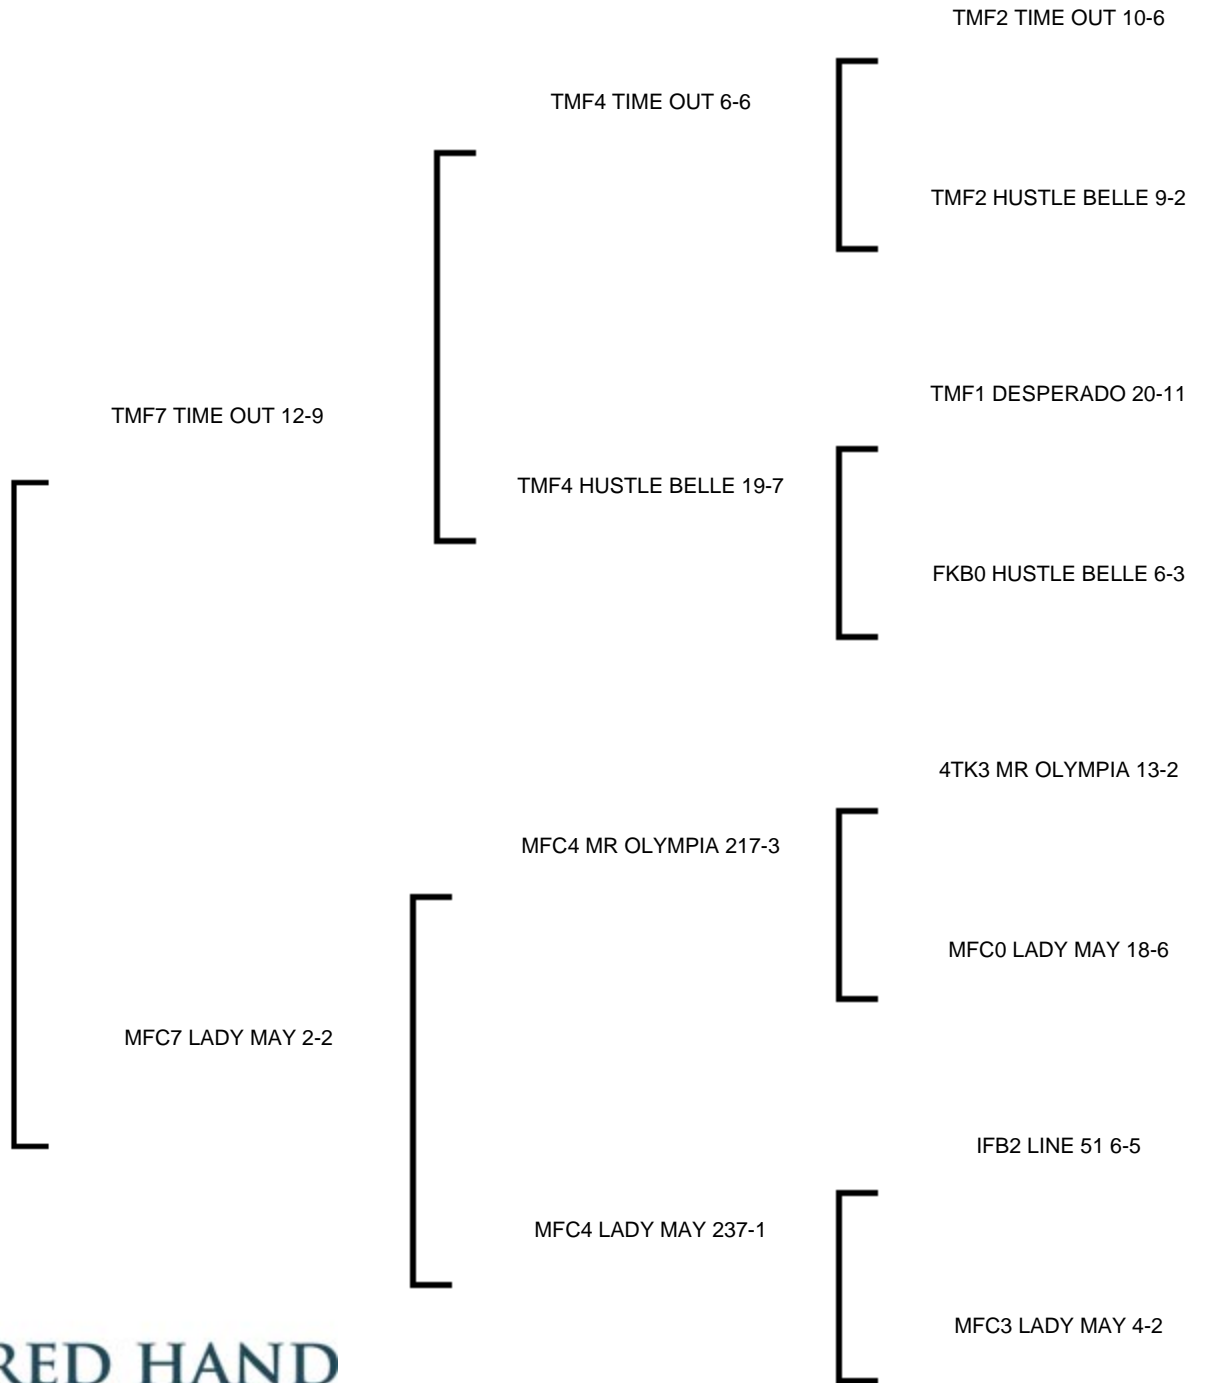 TMF2 TIME OUT 10-6
TMF4 TIME OUT 6-6
TMF2 HUSTLE BELLE 9-2
TMF7 TIME OUT 12-9
TMF1 DESPERADO 20-11
TMF4 HUSTLE BELLE 19-7
FKB0 HUSTLE BELLE 6-3
4TK3 MR OLYMPIA 13-2
MFC4 MR OLYMPIA 217-3
MFC0 LADY MAY 18-6
MFC7 LADY MAY 2-2
IFB2 LINE 51 6-5
MFC4 LADY MAY 237-1
MFC3 LADY MAY 4-2
RED HAND